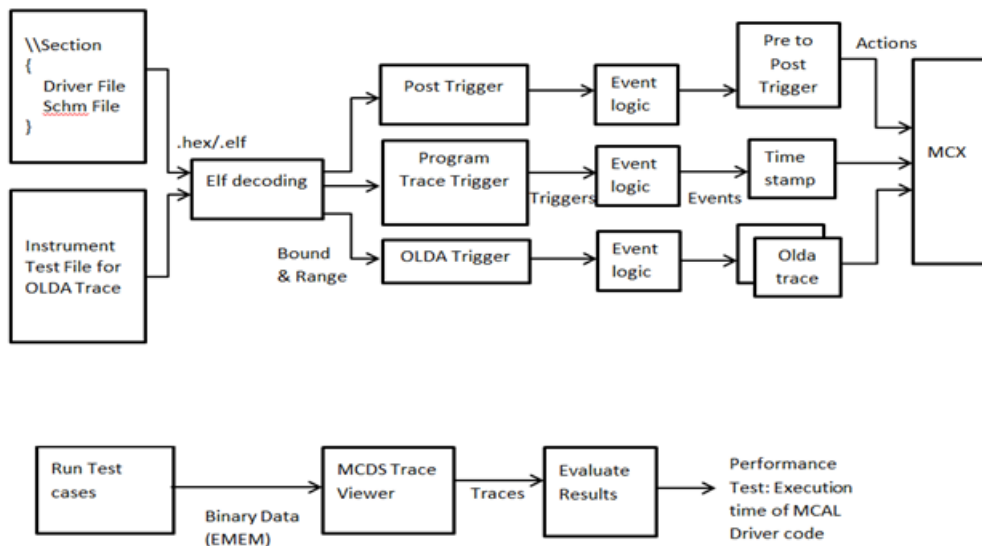 \\Section
{
Driver File
Schm File
}
Instrument
Test File for
OLDA Trace
.hex/.elf
Elf decoding
Bound
& Range
Post Trigger
Program
Trace Trigger
OLDA Trigger
Triggers
Event
logic
Event
logic
Event
logic
Events
Pre to
Post
Trigger
Time
stamp
Olda
trace
Actions
MCX
Run Test
cases
Binary Data
(EMEM)
MCDS Trace
Viewer
Traces
Evaluate
Results
Performance
Test: Execution
time of MCAL
Driver code